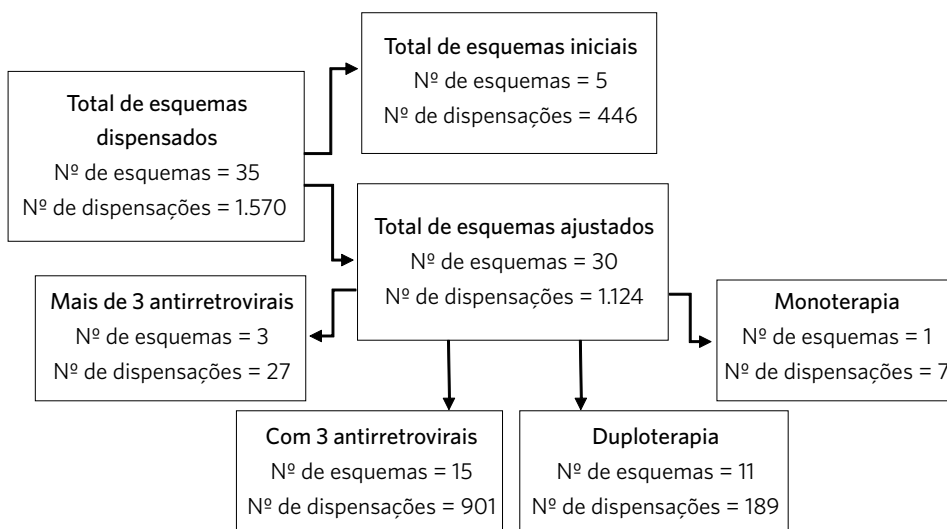 Total de esquemas
dispensados
Nº de esquemas = 35
Nº de dispensações = 1.570
Total de esquemas iniciais
Nº de esquemas = 5
Nº de dispensações = 446
Total de esquemas ajustados
Nº de esquemas = 30
Nº de dispensações = 1.124
Mais de 3 antirretrovirais
Nº de esquemas = 3
Nº de dispensações = 27
Com 3 antirretrovirais
Nº de esquemas = 15
Nº de dispensações = 901
Duploterapia
Nº de esquemas = 11
Nº de dispensações = 189
Monoterapia
Nº de esquemas = 1
Nº de dispensações = 7